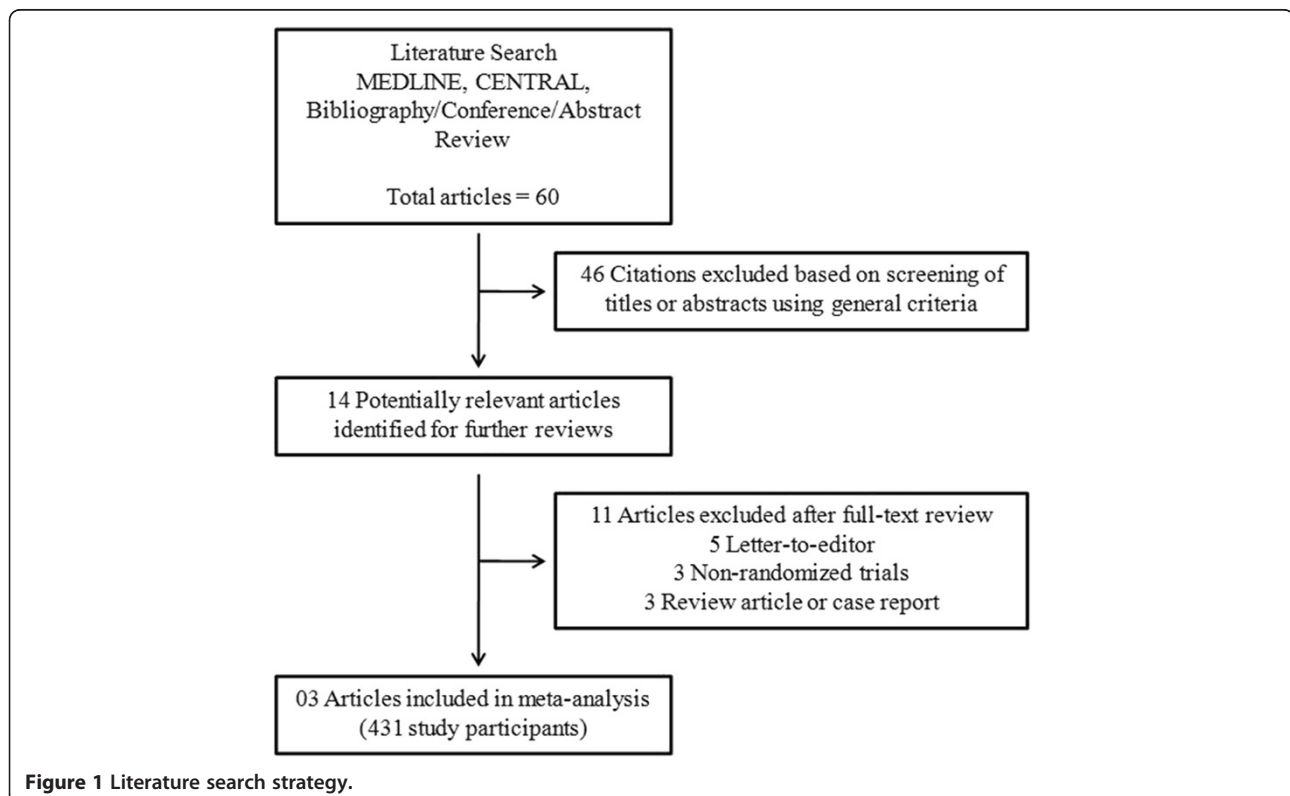 Literature Search
MEDLINE, CENTRAL,
Bibliography/Conference/Abstract
Review
Total articles = 60
46 Citations excluded based on screening of
titles or abstracts using general criteria
14 Potentially relevant articles
identified for further reviews
11 Articles excluded after full-text review
5 Letter-to-editor
3 Non-randomized trials
3 Review article or case report
03 Articles included in meta-analysis
(431 study participants)
Figure 1 Literature search strategy.